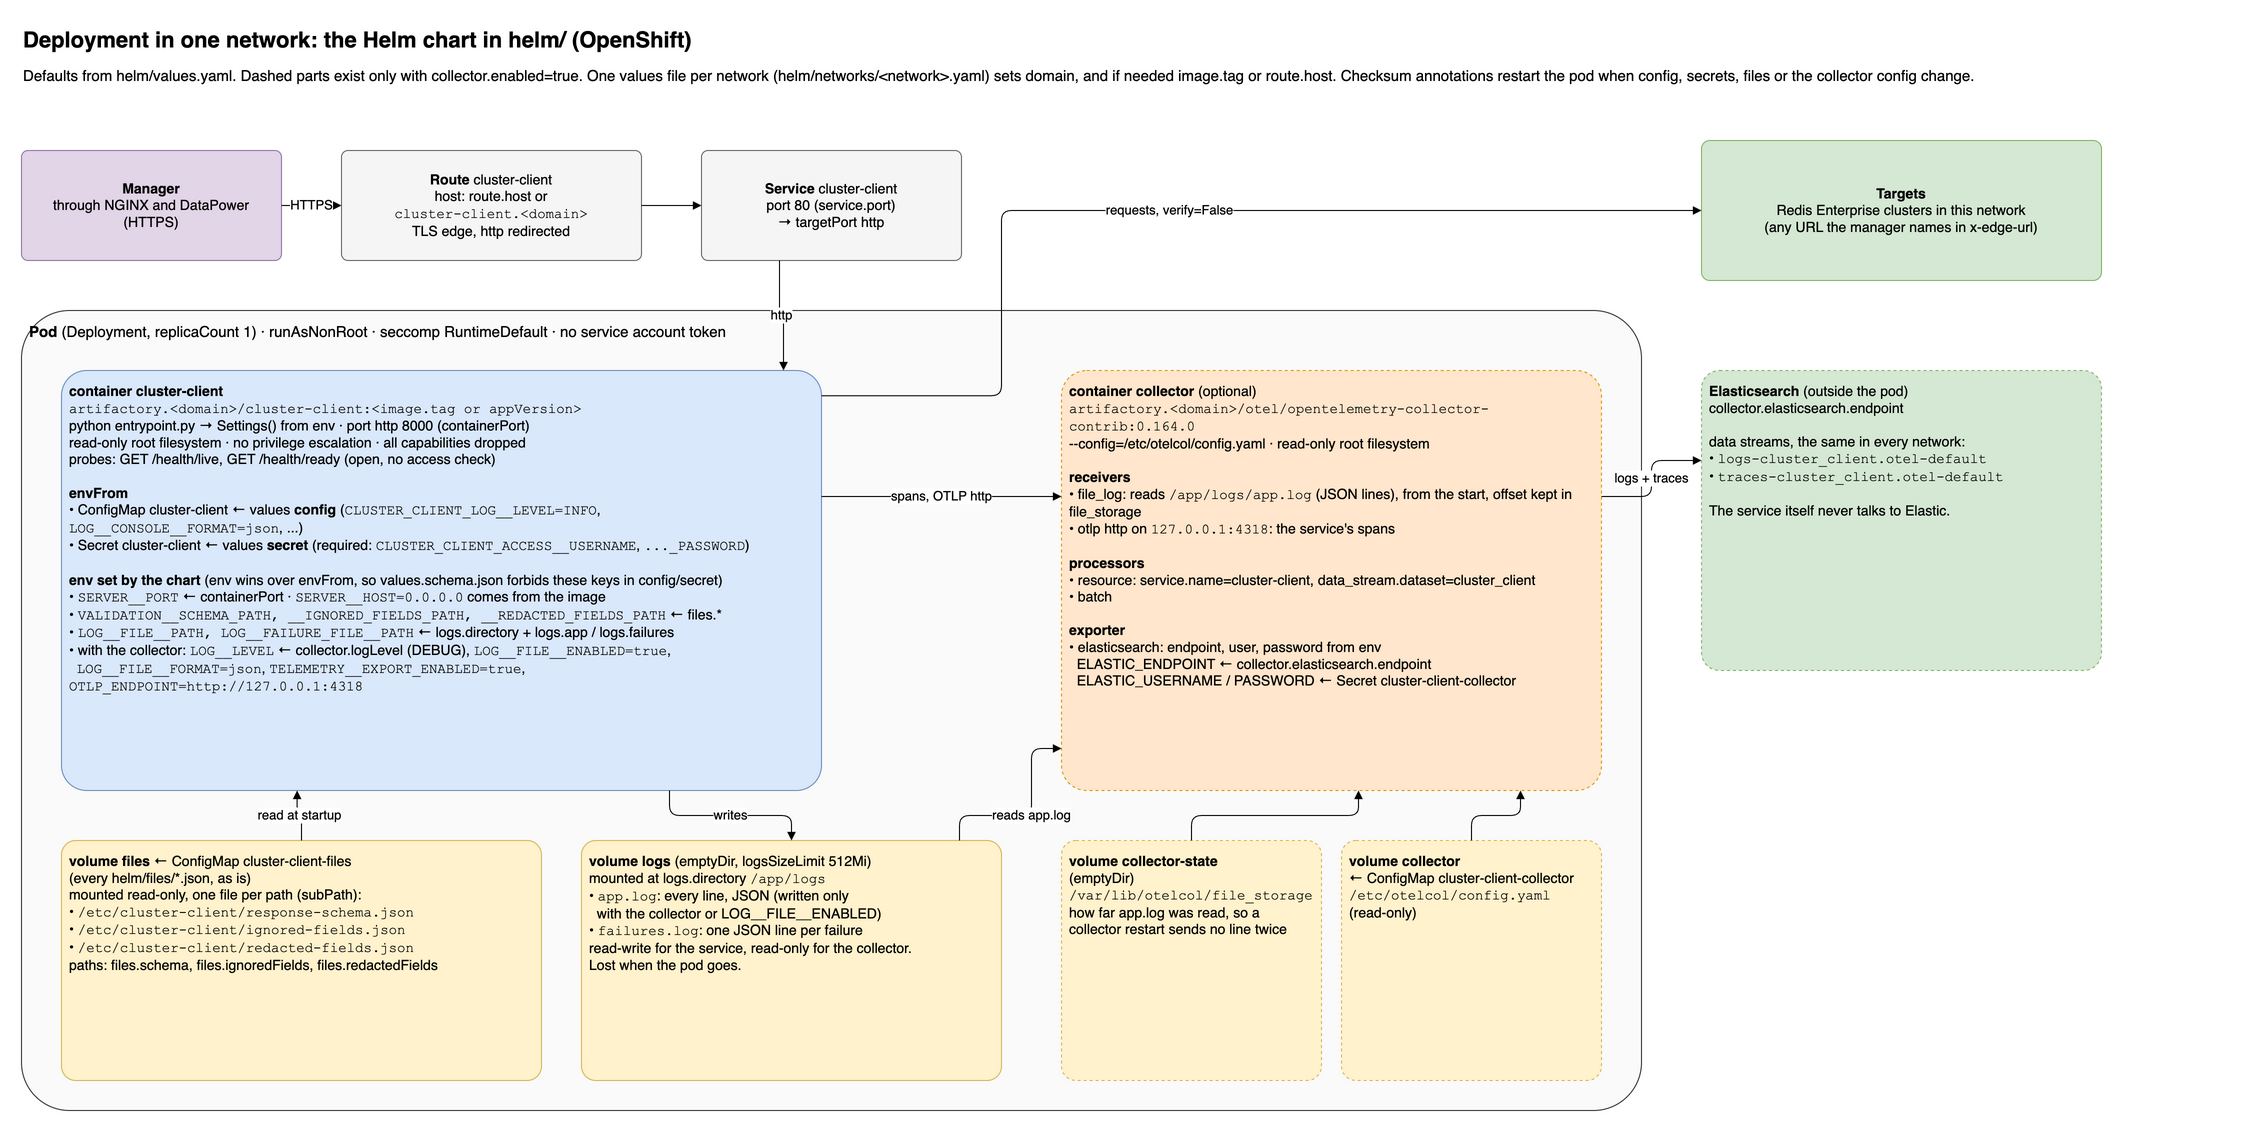 Deployment in one network: the Helm chart in helm/ (OpenShift)
Defaults from helm/values.yaml. Dashed parts exist only with collector.enabled=true. One values file per network (helm/networks/<network>.yaml) sets domain, and if needed image.tag or route.host. Checksum annotations restart the pod when config, secrets, files or the collector config change.
Manager
through NGINX and DataPower
(HTTPS)
HTTPS
Route cluster-client
host: route.host or
cluster-client.<domain>
TLS edge, http redirected
Service cluster-client
port 80 (service.port)
→ targetPort http
requests, verify=False
Targets
Redis Enterprise clusters in this network
(any URL the manager names in x-edge-url)
http
Pod (Deployment, replicaCount 1) · runAsNonRoot · seccomp RuntimeDefault · no service account token
container cluster-client
artifactory.<domain>/cluster-client:<image.tag or appVersion>
python entrypoint.py → Settings() from env · port http 8000 (containerPort)
read-only root filesystem · no privilege escalation · all capabilities dropped
probes: GET /health/live, GET /health/ready (open, no access check)
envFrom
• ConfigMap cluster-client ← values config (CLUSTER_CLIENT_LOG__LEVEL=INFO,
LOG__CONSOLE__FORMAT=json, ...)
• Secret cluster-client ← values secret (required: CLUSTER_CLIENT_ACCESS__USERNAME, ..._PASSWORD)
env set by the chart (env wins over envFrom, so values.schema.json forbids these keys in config/secret)
• SERVER__PORT ← containerPort · SERVER__HOST=0.0.0.0 comes from the image
• VALIDATION__SCHEMA_PATH, __IGNORED_FIELDS_PATH, __REDACTED_FIELDS_PATH ← files.*
• LOG__FILE__PATH, LOG__FAILURE_FILE__PATH ← logs.directory + logs.app / logs.failures
• with the collector: LOG__LEVEL ← collector.logLevel (DEBUG), LOG__FILE__ENABLED=true,
LOG__FILE__FORMAT=json, TELEMETRY__EXPORT_ENABLED=true,
OTLP_ENDPOINT=http://127.0.0.1:4318
spans, OTLP http
container collector (optional)
artifactory.<domain>/otel/opentelemetry-collector-
contrib:0.164.0
--config=/etc/otelcol/config.yaml · read-only root filesystem
receivers
• file_log: reads /app/logs/app.log (JSON lines), from the start, offset kept in
file_storage
• otlp http on 127.0.0.1:4318: the service's spans
processors
• resource: service.name=cluster-client, data_stream.dataset=cluster_client
• batch
exporter
• elasticsearch: endpoint, user, password from env
ELASTIC_ENDPOINT ← collector.elasticsearch.endpoint
ELASTIC_USERNAME / PASSWORD ← Secret cluster-client-collector
logs + traces
Elasticsearch (outside the pod)
collector.elasticsearch.endpoint
data streams, the same in every network:
• logs-cluster_client.otel-default
• traces-cluster_client.otel-default
The service itself never talks to Elastic.
read at startup
writes
reads app.log
volume files ← ConfigMap cluster-client-files
(every helm/files/*.json, as is)
mounted read-only, one file per path (subPath):
• /etc/cluster-client/response-schema.json
• /etc/cluster-client/ignored-fields.json
• /etc/cluster-client/redacted-fields.json
paths: files.schema, files.ignoredFields, files.redactedFields
volume logs (emptyDir, logsSizeLimit 512Mi)
mounted at logs.directory /app/logs
• app.log: every line, JSON (written only
with the collector or LOG__FILE__ENABLED)
• failures.log: one JSON line per failure
read-write for the service, read-only for the collector.
Lost when the pod goes.
volume collector-state
(emptyDir)
/var/lib/otelcol/file_storage
how far app.log was read, so a
collector restart sends no line twice
volume collector
← ConfigMap cluster-client-collector
/etc/otelcol/config.yaml
(read-only)